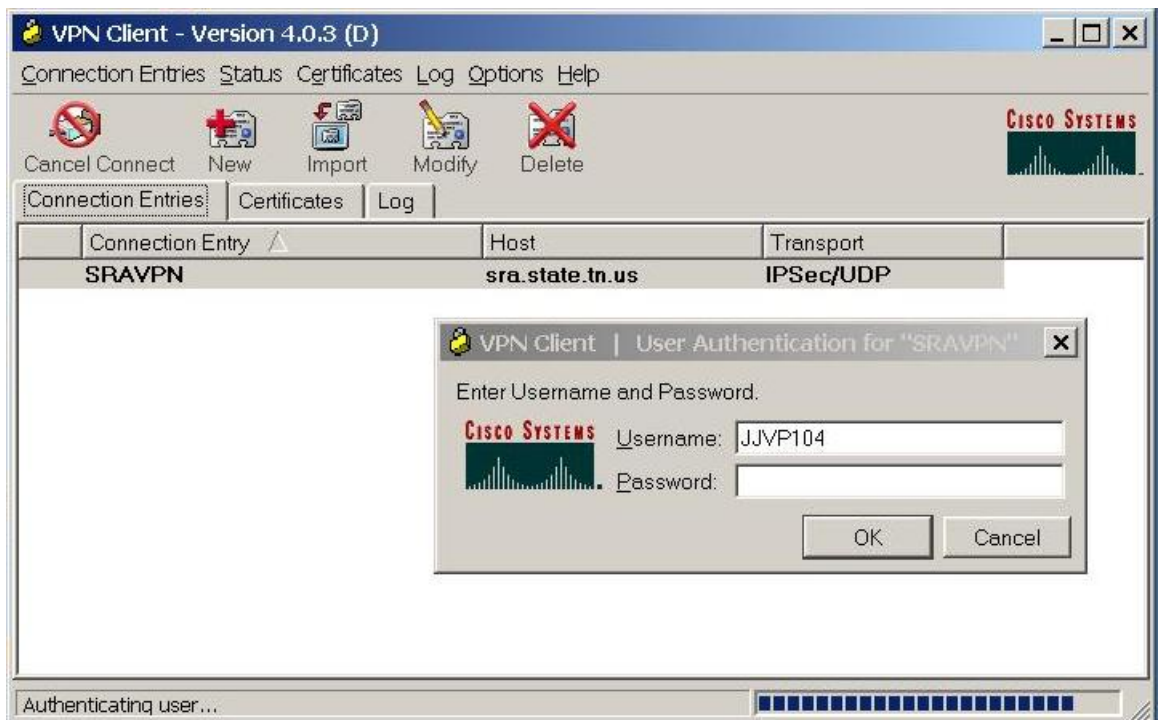 VPN Client - Version 4.0.3 (D)
Connection Entries Status Certificates Log Options Help
CISCO SYSTEMS
Cancel Connect New Import Modify Delete
Connection Entries Certificates Log
Connection Entry Host Transport
SRAVPN sra.state.tn.us IPSec/UDP
VPN Client | User Authentication for "SRAVPN"
Enter Username and Password.
CISCO SYSTEMS
Username: JJVP104
Password:
OK Cancel
Authenticating user...